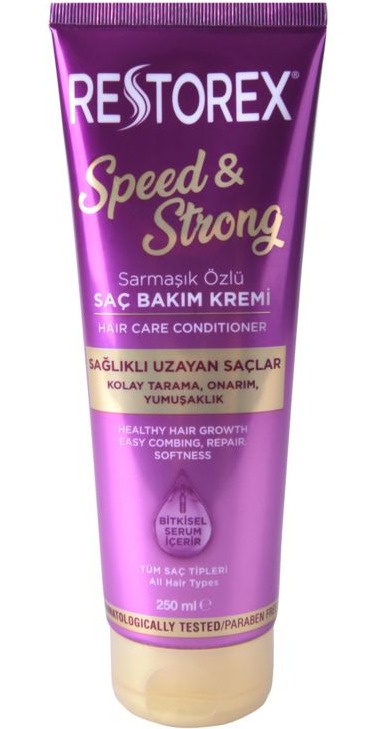 RESTOREX®
Speed &
Strong
Sarmaşık Özlü
SAÇ BAKIM KREMİ
HAIR CARE CONDITIONER
SAĞLIKLI UZAYAN SAÇLAR
KOLAY TARAMA, ONARIM,
YUMUŞAKLIK
HEALTHY HAIR GROWTH
EASY COMBING, REPAIR,
SOFTNESS
BİTKİSEL
SERUM
İÇERİR
TÜM SAÇ TİPLERİ
All Hair Types
250 ml ℮
MATOLOGICALLY TESTED/PARABEN FREE